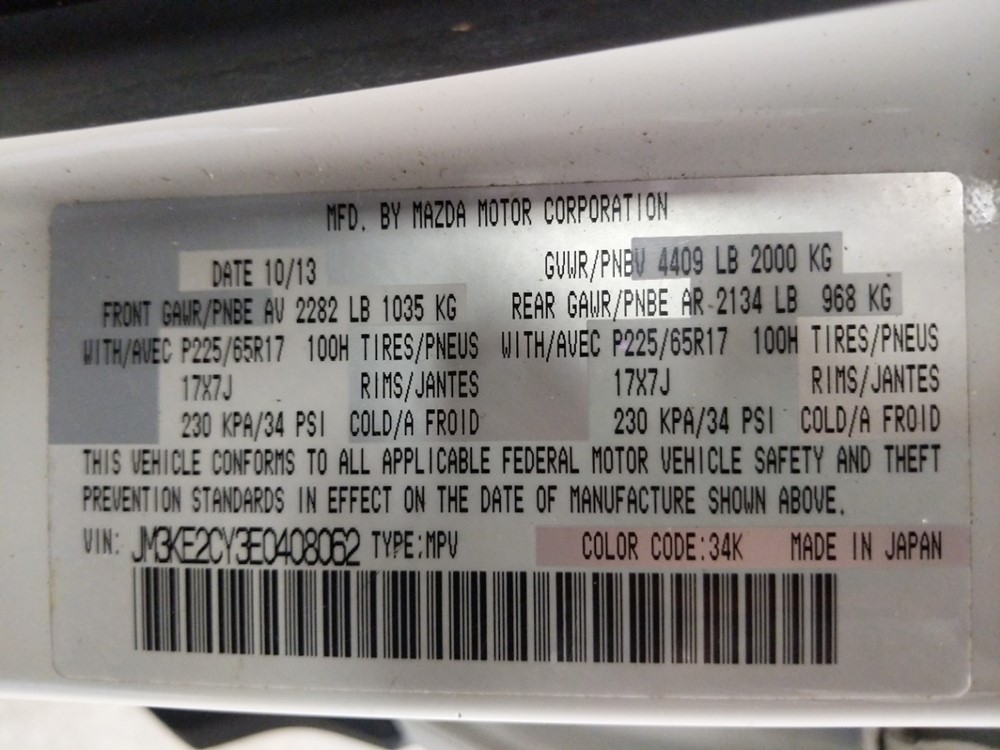 MFD. BY MAZDA MOTOR CORPORATION
DATE 10/13 GVWR/PNBV 4409 LB 2000 KG
FRONT GAWR/PNBE AV 2282 LB 1035 KG REAR GAWR/PNBE AR 2134 LB 968 KG
WITH/AVEC P225/65R17 100H TIRES/PNEUS WITH/AVEC P225/65R17 100H TIRES/PNEUS
17X7J RIMS/JANTES 17X7J RIMS/JANTES
230 KPA/34 PSI COLD/A FROID 230 KPA/34 PSI COLD/A FROID
THIS VEHICLE CONFORMS TO ALL APPLICABLE FEDERAL MOTOR VEHICLE SAFETY AND THEFT
PREVENTION STANDARDS IN EFFECT ON THE DATE OF MANUFACTURE SHOWN ABOVE.
VIN: JM3KE2CY3E0408062 TYPE:MPV COLOR CODE:34K MADE IN JAPAN